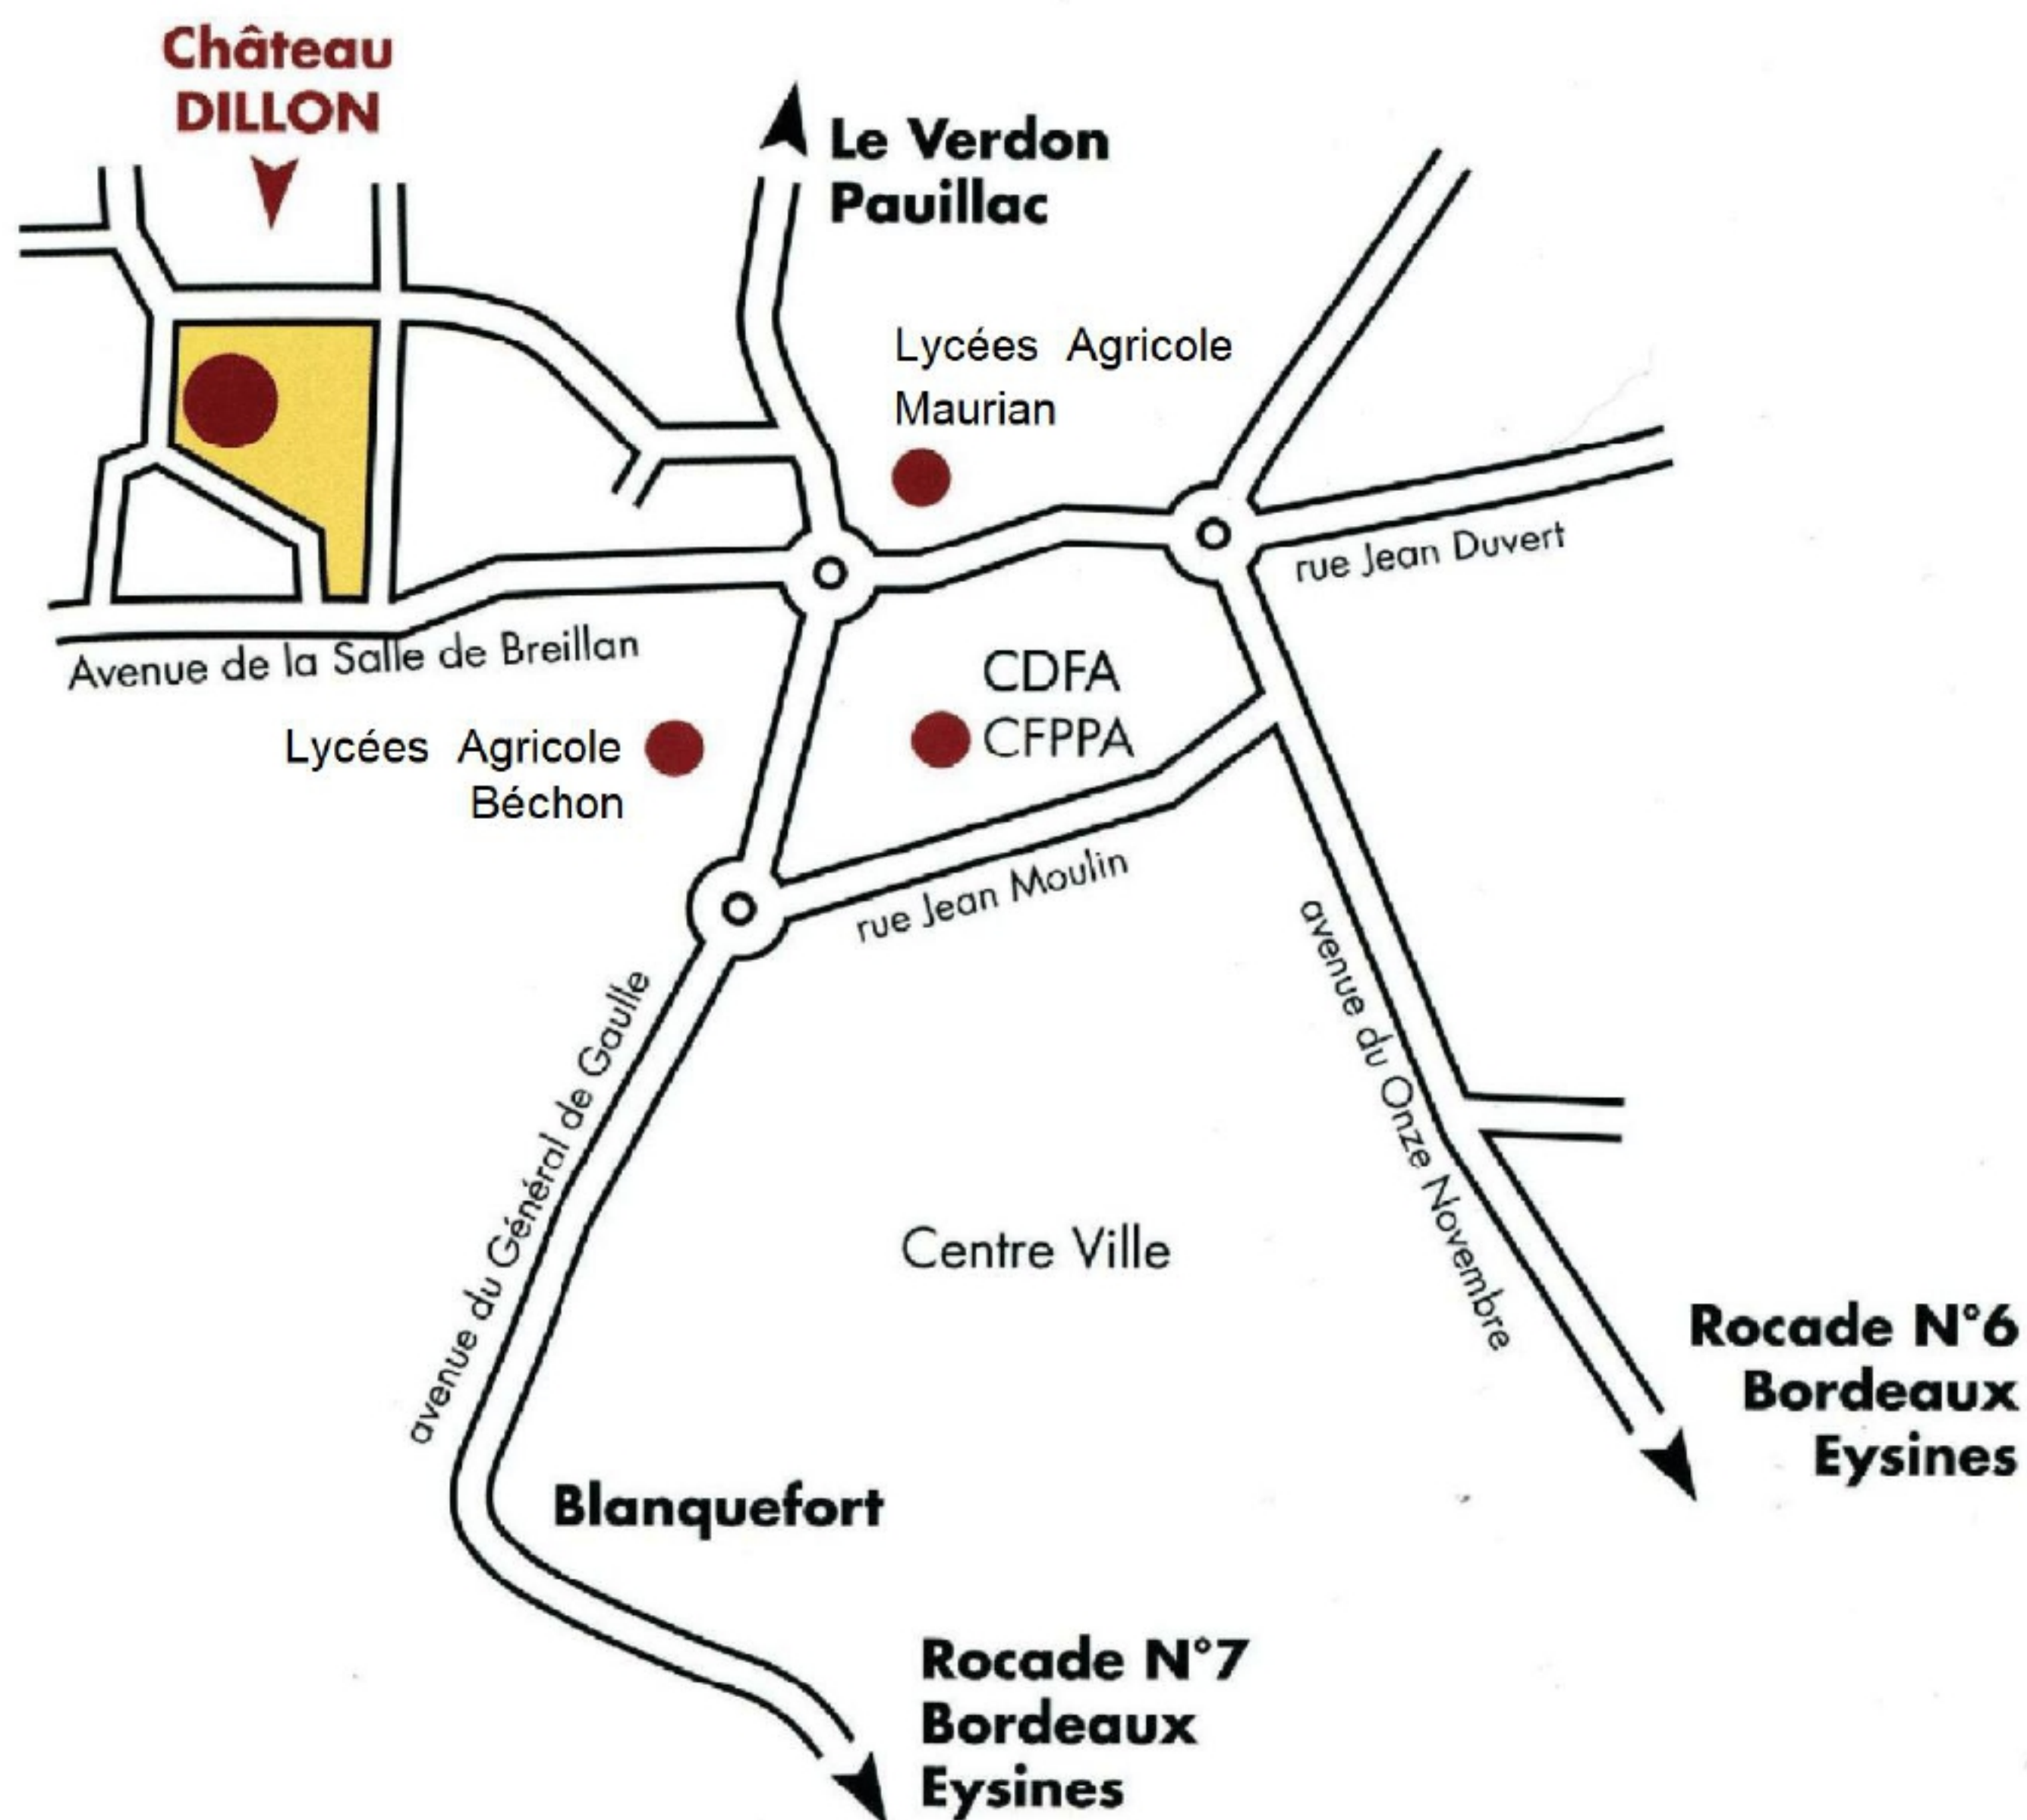 Château
DILLON
Le Verdon
Pauillac
Lycées Agricole
Maurian
rue Jean Duvert
Avenue de la Salle de Breillan
CDFA
CFPPA
Lycées Agricole
Béchon
rue Jean Moulin
avenue du Général de Gaulle
avenue du Onze Novembre
Centre Ville
Rocade N°6
Bordeaux
Eysines
Blanquefort
Rocade N°7
Bordeaux
Eysines